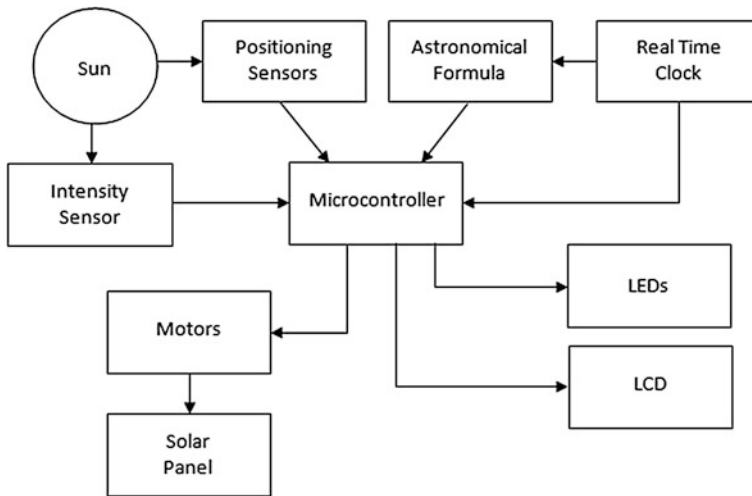 Sun
Positioning
Sensors
Astronomical
Formula
Real Time
Clock
Intensity
Sensor
Microcontroller
LEDs
Motors
LCD
Solar
Panel